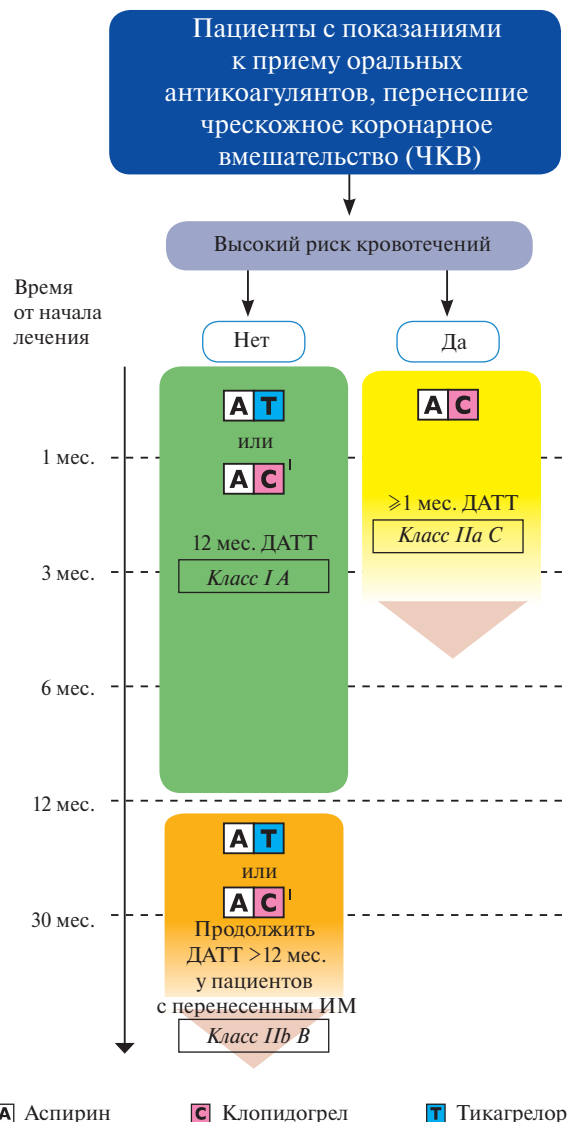 Пациенты с показаниями
к приему оральных
антикоагулянтов, перенесшие
чрескожное коронарное
вмешательство (ЧКВ)
Высокий риск кровотечений
Время
от начала
лечения
Нет
Да
A T
или
A C I
12 мес. ДАТТ
Класс I A
A C
⩾1 мес. ДАТТ
Класс IIa C
1 мес.
3 мес.
6 мес.
12 мес.
30 мес.
A T
или
A C I
Продолжить
ДАТТ >12 мес.
у пациентов
с перенесенным ИМ
Класс IIb B
A Аспирин C Клопидогрел T Тикагрелор